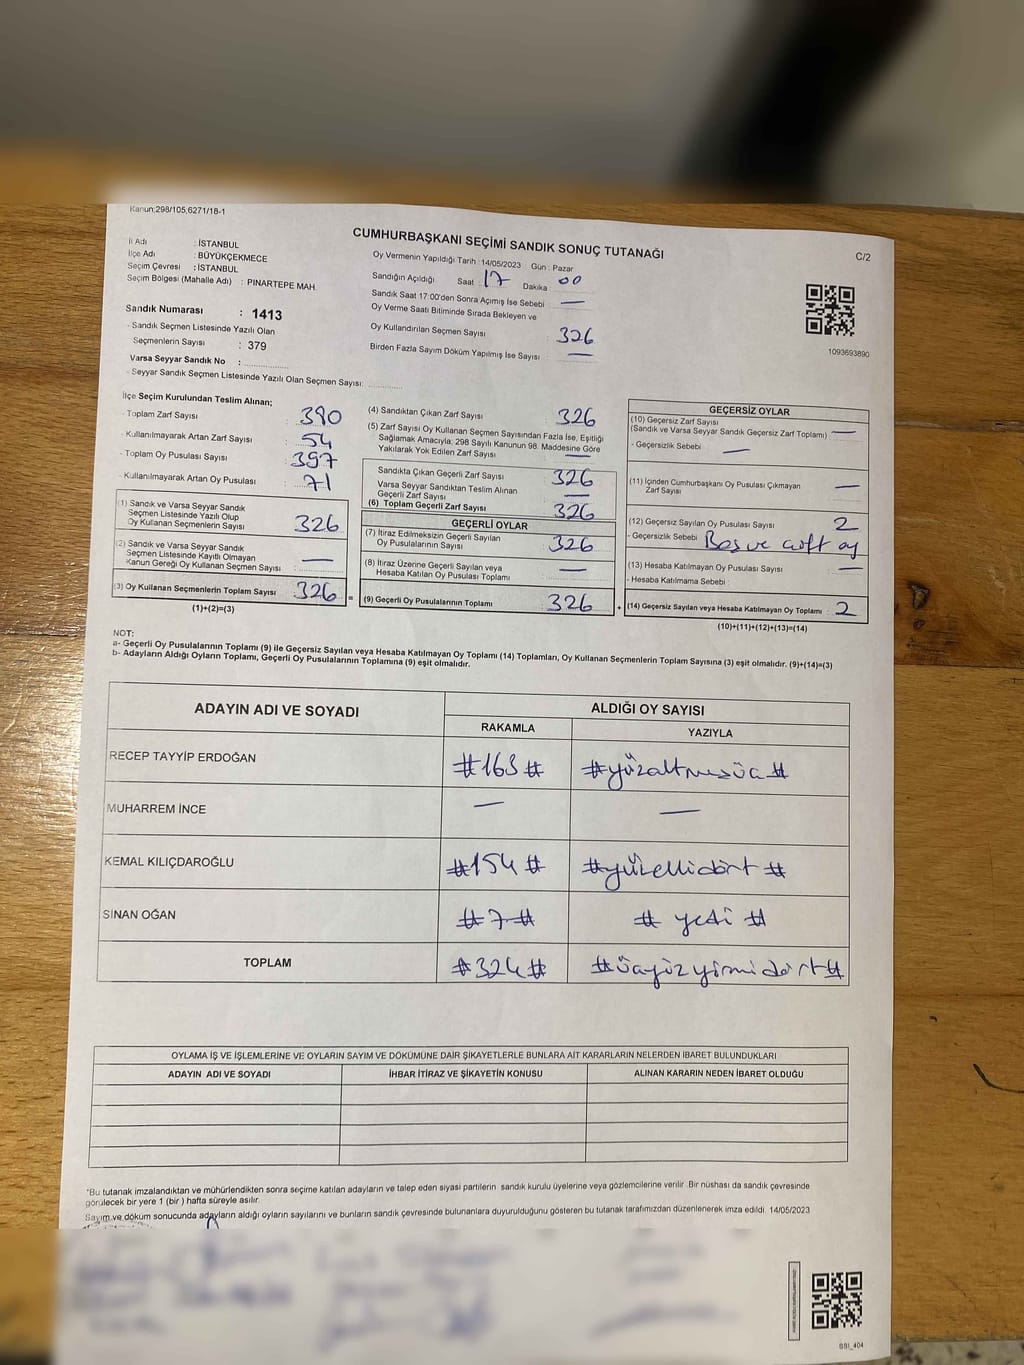 Kanun:298/105,6271/18-1
CUMHURBAŞKANI SEÇİMİ SANDIK SONUÇ TUTANAĞI
C/2
İl Adı : İSTANBUL
İlçe Adı : BÜYÜKÇEKMECE
Seçim Çevresi : İSTANBUL
Seçim Bölgesi (Mahalle Adı) : PINARTEPE MAH.
Sandık Numarası : 1413
- Sandık Seçmen Listesinde Yazılı Olan
Seçmenlerin Sayısı : 379
Varsa Seyyar Sandık No :
- Seyyar Sandık Seçmen Listesinde Yazılı Olan Seçmen Sayısı:
Oy Vermenin Yapıldığı Tarih : 14/05/2023 Gün : Pazar
Sandığın Açıldığı Saat 17 Dakika 00
Sandık Saat 17:00'den Sonra Açımış İse Sebebi —
Oy Verme Saati Bitiminde Sırada Bekleyen ve
Oy Kullandırılan Seçmen Sayısı 326
Birden Fazla Sayım Döküm Yapılmış İse Sayısı —
1093693890
İlçe Seçim Kurulundan Teslim Alınan;
- Toplam Zarf Sayısı 380
- Kullanılmayarak Artan Zarf Sayısı 54
- Toplam Oy Pusulası Sayısı 397
- Kullanılmayarak Artan Oy Pusulası 71
(1) Sandık ve Varsa Seyyar Sandık
Seçmen Listesinde Yazılı Olup
Oy Kullanan Seçmenlerin Sayısı 326
(2) Sandık ve Varsa Seyyar Sandık
Seçmen Listesinde Kayıtlı Olmayan
Kanun Gereği Oy Kullanan Seçmen Sayısı —
(3) Oy Kullanan Seçmenlerin Toplam Sayısı 326 =
(1)+(2)=(3)
(4) Sandıktan Çıkan Zarf Sayısı 326
(5) Zarf Sayısı Oy Kullanan Seçmen Sayısından Fazla İse, Eşitliği
Sağlamak Amacıyla; 298 Sayılı Kanunun 98. Maddesine Göre
Yakılarak Yok Edilen Zarf Sayısı —
Sandıkta Çıkan Geçerli Zarf Sayısı 326
Varsa Seyyar Sandıktan Teslim Alınan
Geçerli Zarf Sayısı —
(6) Toplam Geçerli Zarf Sayısı 326
GEÇERLİ OYLAR
(7) İtiraz Edilmeksizin Geçerli Sayılan
Oy Pusulalarının Sayısı 326
(8) İtiraz Üzerine Geçerli Sayılan veya
Hesaba Katılan Oy Pusulası Toplamı —
(9) Geçerli Oy Pusulalarının Toplamı 326 +
GEÇERSİZ OYLAR
(10) Geçersiz Zarf Sayısı
(Sandık ve Varsa Seyyar Sandık Geçersiz Zarf Toplamı) —
- Geçersizlik Sebebi —
(11) İçinden Cumhurbaşkanı Oy Pusulası Çıkmayan
Zarf Sayısı —
(12) Geçersiz Sayılan Oy Pusulası Sayısı 2
- Geçersizlik Sebebi Boş ve çift oy
(13) Hesaba Katılmayan Oy Pusulası Sayısı —
- Hesaba Katılmama Sebebi
(14) Geçersiz Sayılan veya Hesaba Katılmayan Oy Toplamı 2
(10)+(11)+(12)+(13)=(14)
NOT:
a- Geçerli Oy Pusulalarının Toplamı (9) ile Geçersiz Sayılan veya Hesaba Katılmayan Oy Toplamı (14) Toplamları, Oy Kullanan Seçmenlerin Toplam Sayısına (3) eşit olmalıdır. (9)+(14)=(3)
b- Adayların Aldığı Oyların Toplamı, Geçerli Oy Pusulalarının Toplamına (9) eşit olmalıdır.
ADAYIN ADI VE SOYADI ALDIĞI OY SAYISI
RAKAMLA YAZIYLA
RECEP TAYYİP ERDOĞAN #163# #yüzaltmışüç#
MUHARREM İNCE — —
KEMAL KILIÇDAROĞLU #154# #yüzellidört#
SİNAN OĞAN #7# #yedi#
TOPLAM #324# #üçyüzyirmidört#
OYLAMA İŞ VE İŞLEMLERİNE VE OYLARIN SAYIM VE DÖKÜMÜNE DAİR ŞİKAYETLERLE BUNLARA AİT KARARLARIN NELERDEN İBARET BULUNDUKLARI
ADAYIN ADI VE SOYADI İHBAR İTİRAZ VE ŞİKAYETİN KONUSU ALINAN KARARIN NEDEN İBARET OLDUĞU
*Bu tutanak imzalandıktan ve mühürlendikten sonra seçime katılan adayların ve talep eden siyasi partilerin sandık kurulu üyelerine veya gözlemcilerine verilir. Bir nüshası da sandık çevresinde
görülecek bir yere 1 (bir ) hafta süreyle asılır.
Sayım ve döküm sonucunda adayların aldığı oyların sayılarını ve bunların sandık çevresinde bulunanlara duyurulduğunu gösteren bu tutanak tarafımızdan düzenlenerek imza edildi. 14/05/2023